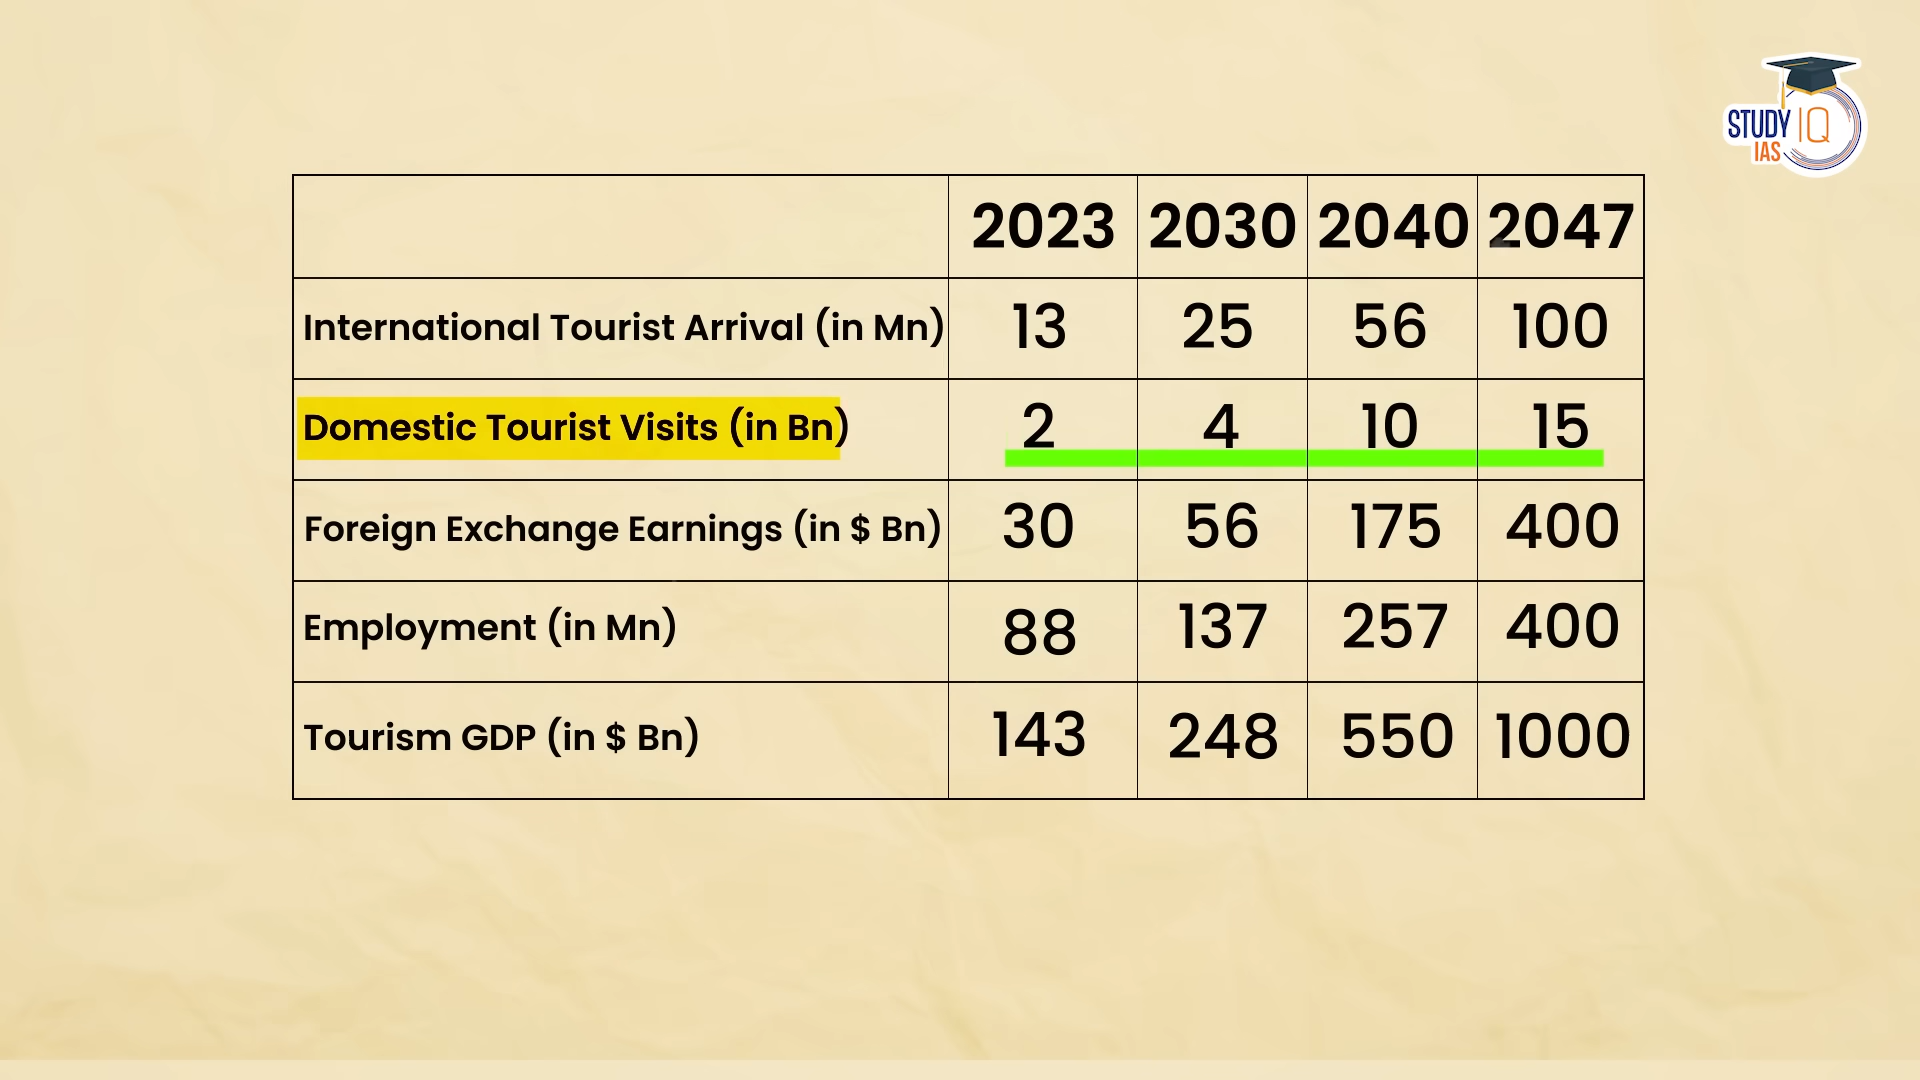 STUDY IQ
IAS
2023 2030 2040 2047
International Tourist Arrival (in Mn) 13 25 56 100
Domestic Tourist Visits (in Bn) 2 4 10 15
Foreign Exchange Earnings (in $ Bn) 30 56 175 400
Employment (in Mn) 88 137 257 400
Tourism GDP (in $ Bn) 143 248 550 1000